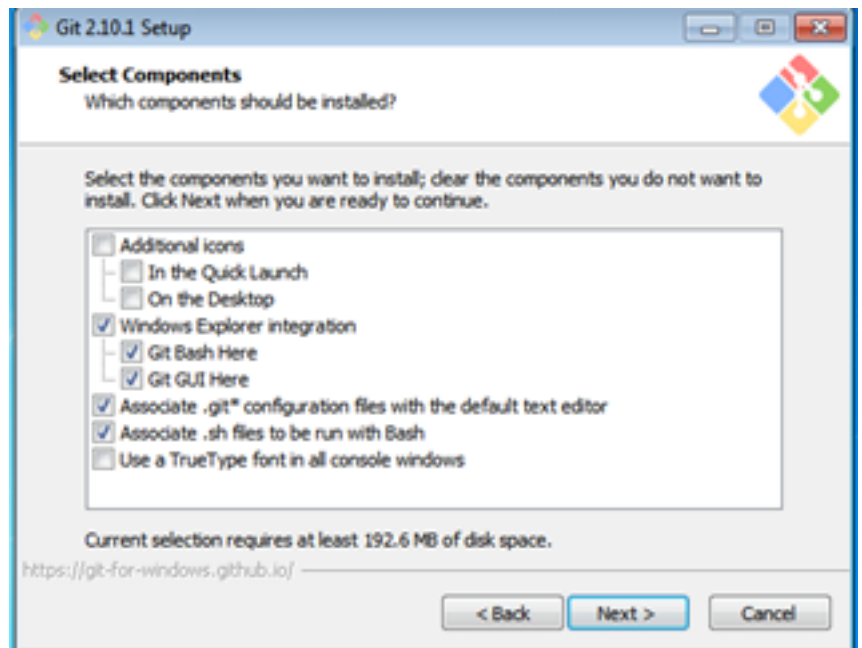 Git 2.10.1 Setup
Select Components
Which components should be installed?
Select the components you want to install; clear the components you do not want to
install. Click Next when you are ready to continue.
Additional icons
In the Quick Launch
On the Desktop
Windows Explorer integration
Git Bash Here
Git GUI Here
Associate .git* configuration files with the default text editor
Associate .sh files to be run with Bash
Use a TrueType font in all console windows
Current selection requires at least 192.6 MB of disk space.
https://git-for-windows.github.io/
< Back Next > Cancel